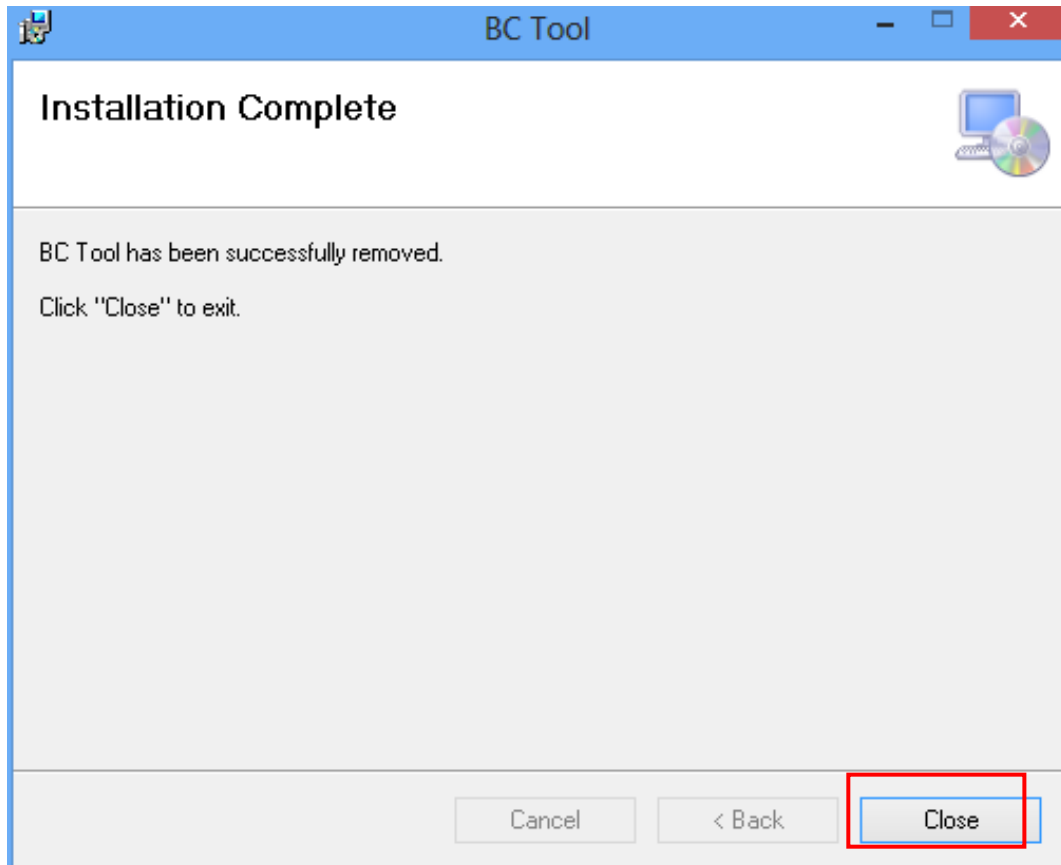 BC Tool
Installation Complete
BC Tool has been successfully removed.
Click "Close" to exit.
Cancel
< Back
Close